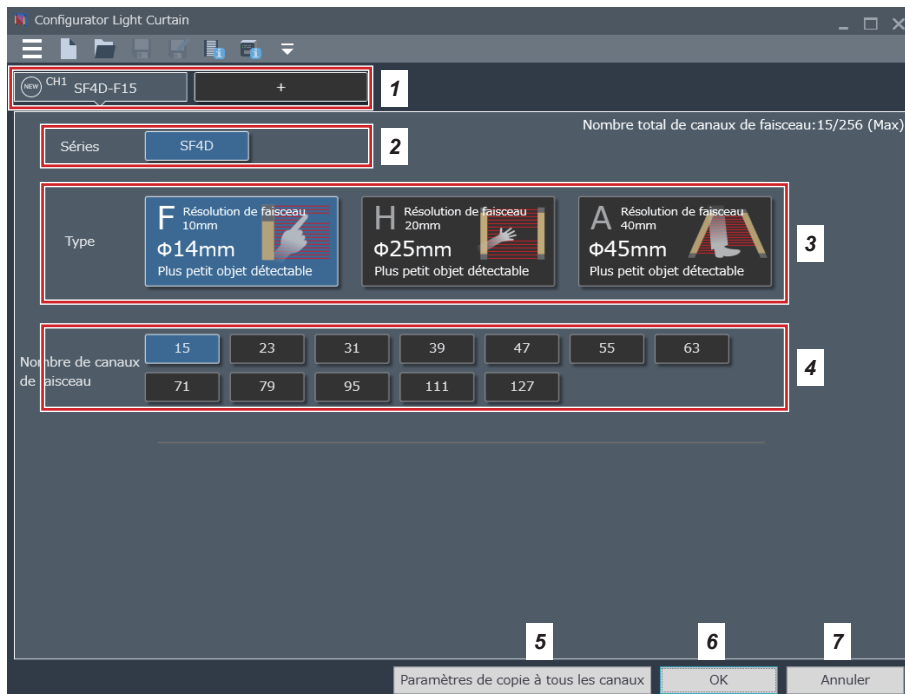 Configurator Light Curtain
NEW CH1 SF4D-F15 + 1
Nombre total de canaux de faisceau:15/256 (Max)
Séries SF4D 2
Type
F Résolution de faisceau
10mm
Φ14mm
Plus petit objet détectable
H Résolution de faisceau
20mm
Φ25mm
Plus petit objet détectable
A Résolution de faisceau
40mm
Φ45mm
Plus petit objet détectable
3
Nombre de canaux
de faisceau
15 23 31 39 47 55 63
71 79 95 111 127
4
5 6 7
Paramètres de copie à tous les canaux OK Annuler